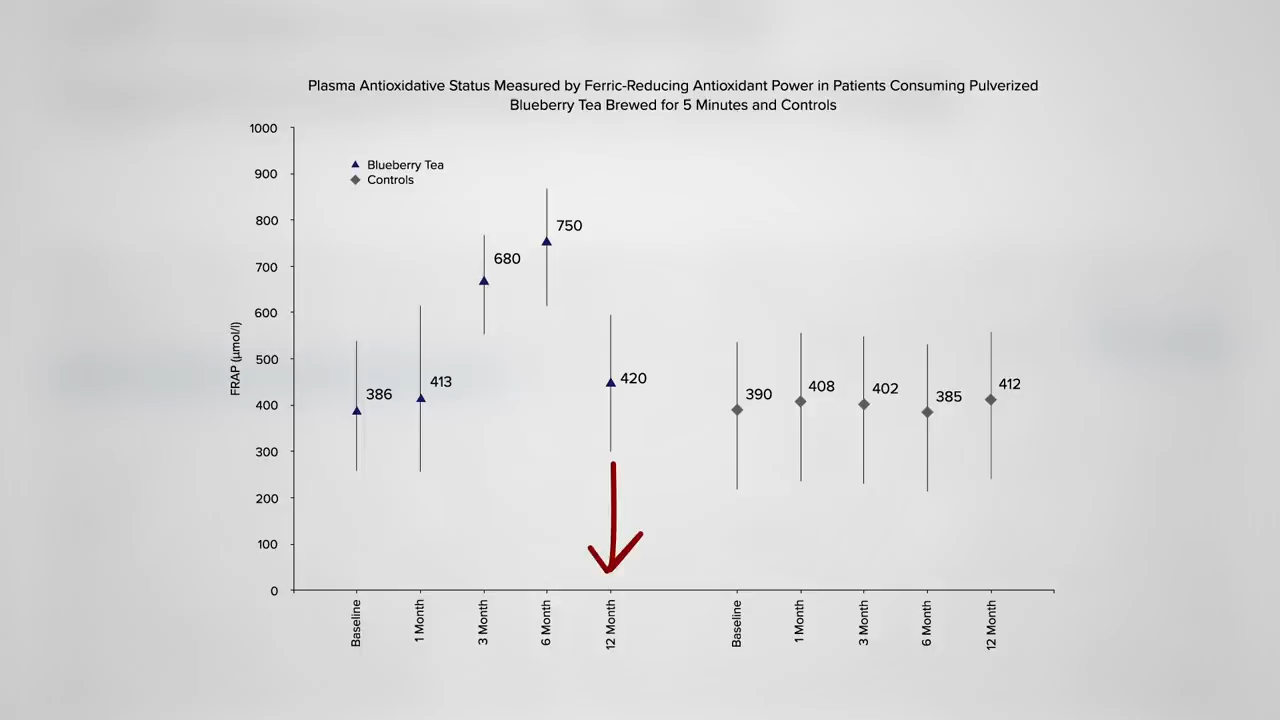 Plasma Antioxidative Status Measured by Ferric-Reducing Antioxidant Power in Patients Consuming Pulverized
Blueberry Tea Brewed for 5 Minutes and Controls
1000
900
800
700
600
500
400
300
200
100
0
FRAP (µmol/l)
Blueberry Tea
Controls
386
413
680
750
420
390
408
402
385
412
Baseline
1 Month
3 Month
6 Month
12 Month
Baseline
1 Month
3 Month
6 Month
12 Month